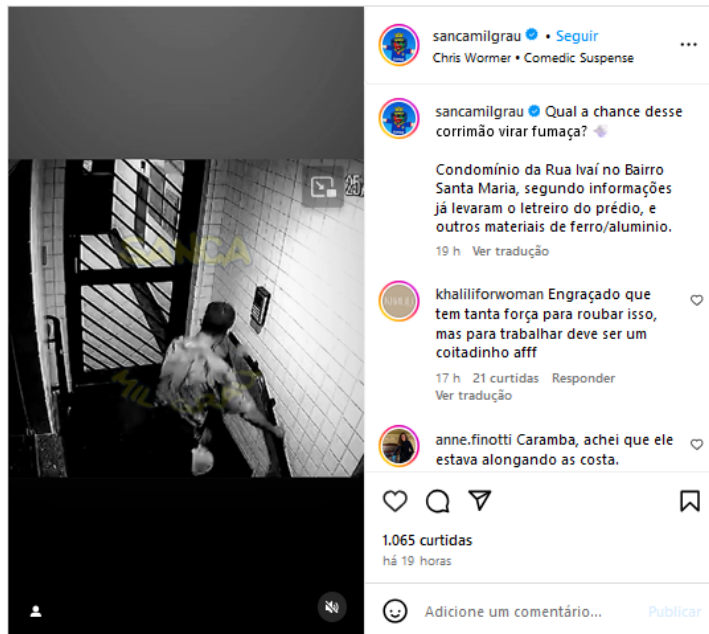 sancamilgrau • Seguir
Chris Wormer • Comedic Suspense
sancamilgrau Qual a chance desse
corrimão virar fumaça?
Condomínio da Rua Ivaí no Bairro
Santa Maria, segundo informações
já levaram o letreiro do prédio, e
outros materiais de ferro/aluminio.
19 h Ver tradução
khaliliforwoman Engraçado que
tem tanta força para roubar isso,
mas para trabalhar deve ser um
coitadinho afff
17 h 21 curtidas Responder
Ver tradução
anne.finotti Caramba, achei que ele
estava alongando as costa.
1.065 curtidas
há 19 horas
Adicione um comentário...
Publicar
SANCA
MIL GRAU